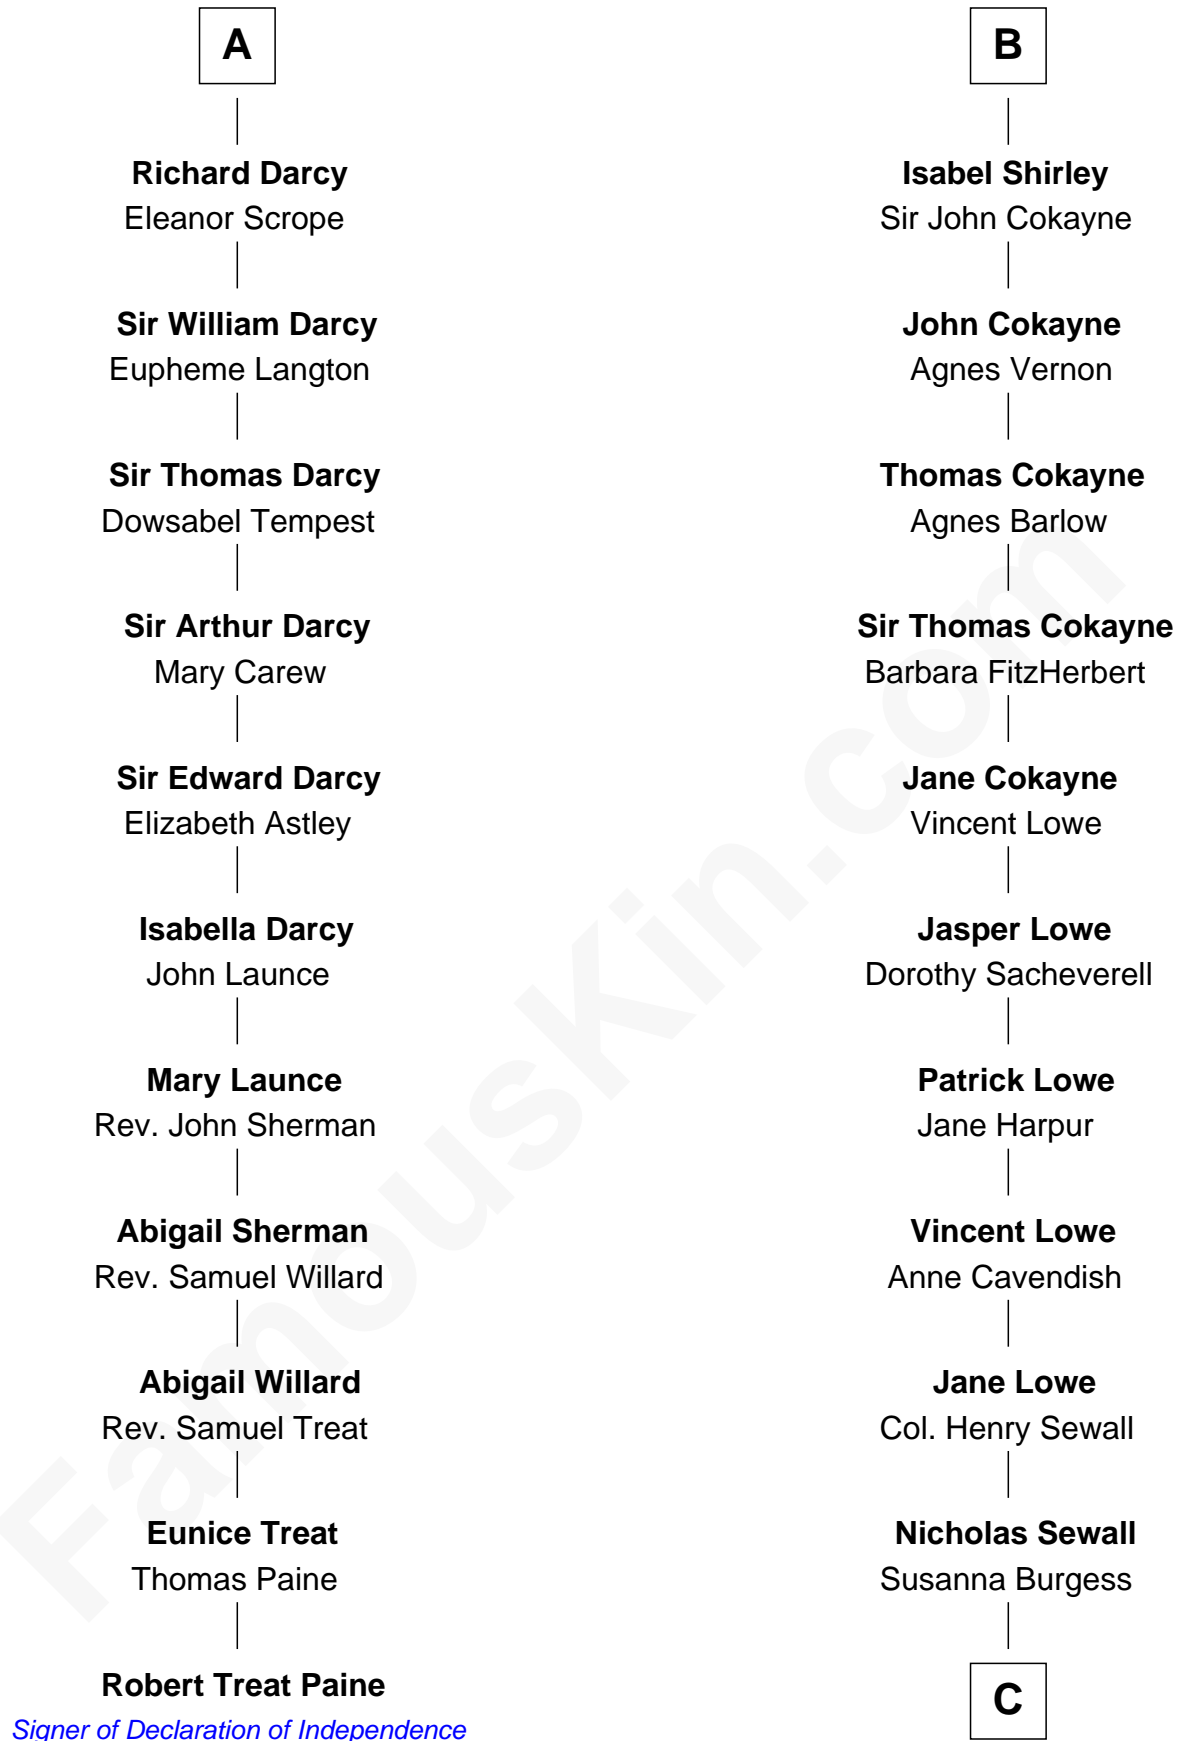 A
Richard Darcy
Eleanor Scrope
Sir William Darcy
Eupheme Langton
Sir Thomas Darcy
Dowsabel Tempest
Sir Arthur Darcy
Mary Carew
Sir Edward Darcy
Elizabeth Astley
Isabella Darcy
John Launce
Mary Launce
Rev. John Sherman
Abigail Sherman
Rev. Samuel Willard
Abigail Willard
Rev. Samuel Treat
Eunice Treat
Thomas Paine
Robert Treat Paine
Signer of Declaration of Independence
B
Isabel Shirley
Sir John Cokayne
John Cokayne
Agnes Vernon
Thomas Cokayne
Agnes Barlow
Sir Thomas Cokayne
Barbara FitzHerbert
Jane Cokayne
Vincent Lowe
Jasper Lowe
Dorothy Sacheverell
Patrick Lowe
Jane Harpur
Vincent Lowe
Anne Cavendish
Jane Lowe
Col. Henry Sewall
Nicholas Sewall
Susanna Burgess
C
FamousKin.com